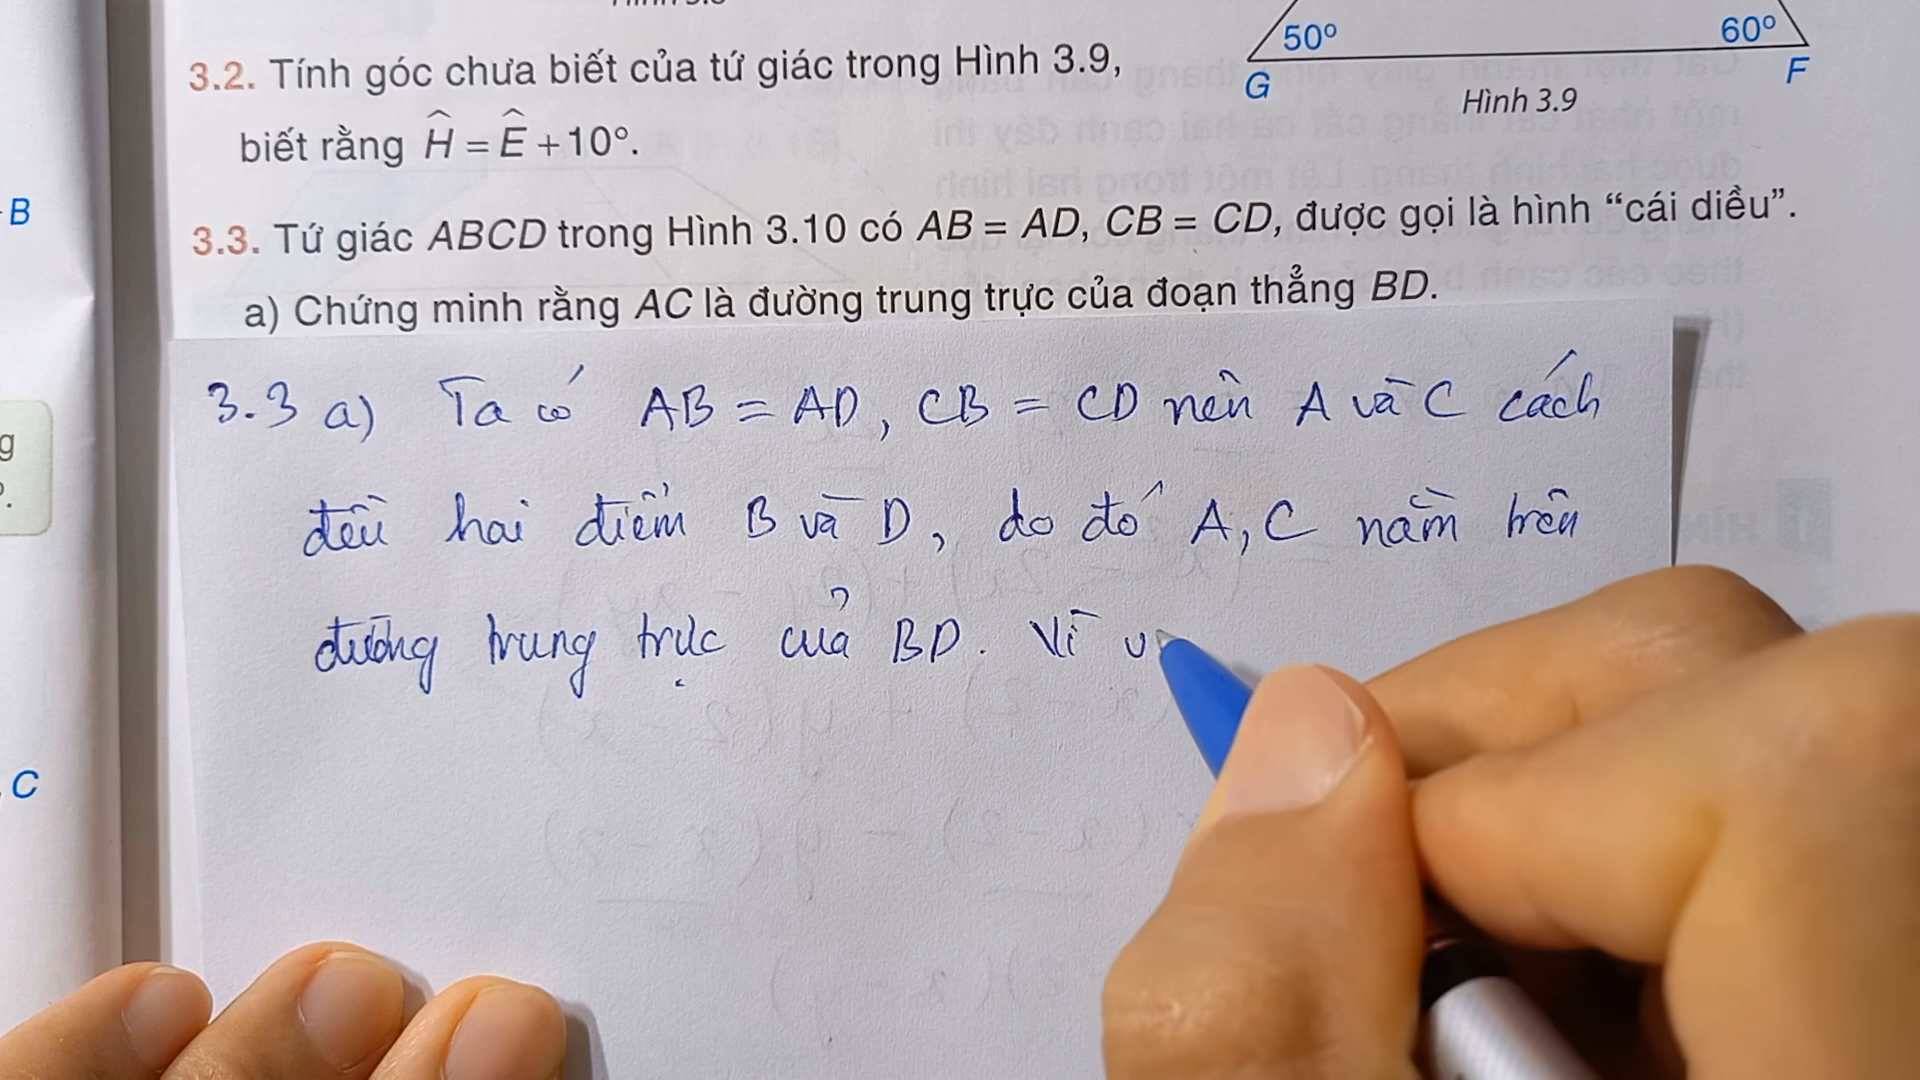 50°
60°
G
F
Hình 3.9
3.2. Tính góc chưa biết của tứ giác trong Hình 3.9,
biết rằng Ĥ = Ê + 10°.
B
3.3. Tứ giác ABCD trong Hình 3.10 có AB = AD, CB = CD, được gọi là hình “cái diều”.
a) Chứng minh rằng AC là đường trung trực của đoạn thẳng BD.
3.3 a) Ta có AB = AD, CB = CD nên A và C cách
đều hai điểm B và D, do đó A, C nằm trên
đường trung trực của BD. Vì
g
C